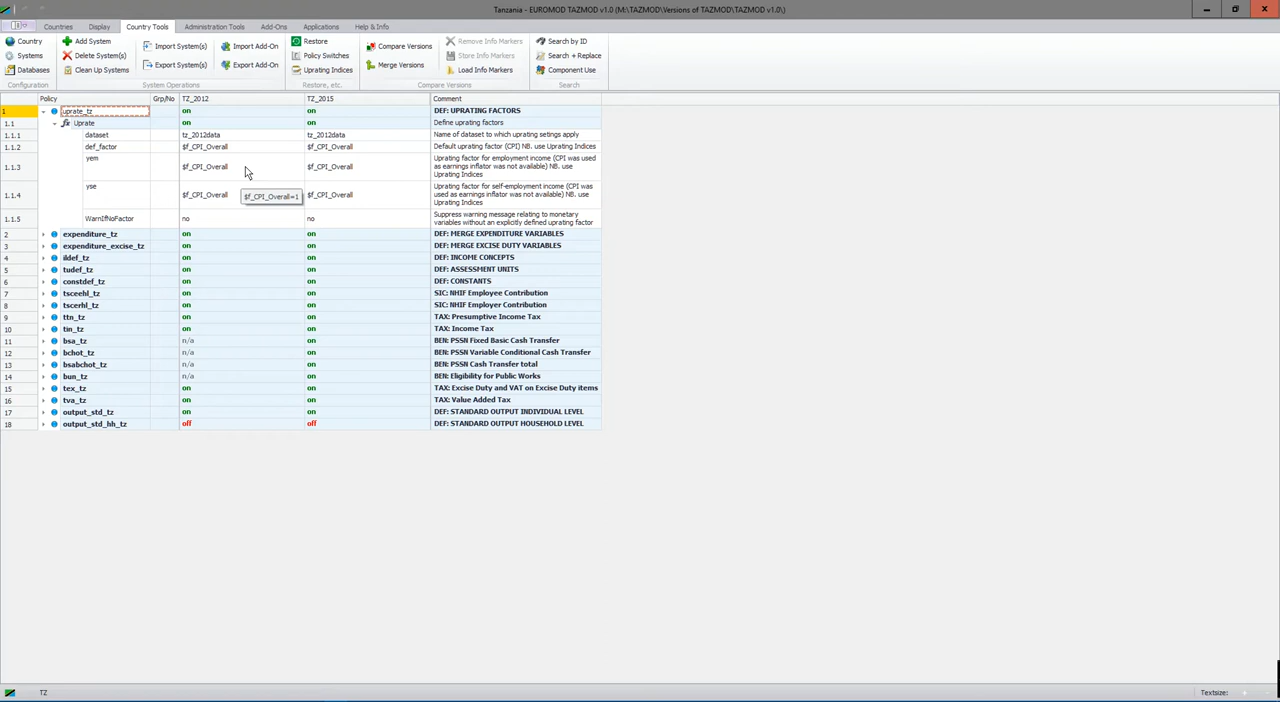 Tanzania - EUROMOD TAZMOD v1.0 (M:\TAZMOD\Versions of TAZMOD\TAZMOD v1.0\)
Countries Display Country Tools Administration Tools Add-Ons Applications Help & Info
Country Add System Import System(s) Import Add-On Restore Compare Versions Remove Info Markers Search by ID
Systems Delete System(s) Policy Switches Store Info Markers Search + Replace
Databases Clean Up Systems Export System(s) Export Add-On Uprating Indices Merge Versions Load Info Markers Component Use
Configuration System Operations Restore, etc. Compare Versions Search
Policy Grp/No TZ_2012 TZ_2015 Comment
1 uprate_tz on on DEF: UPRATING FACTORS
1.1 fx Uprate on on Define uprating factors
1.1.1 dataset tz_2012data tz_2012data Name of dataset to which uprating setings apply
1.1.2 def_factor $f_CPI_Overall $f_CPI_Overall Default uprating factor (CPI) NB. use Uprating Indices
1.1.3 yem $f_CPI_Overall $f_CPI_Overall Uprating factor for employment income (CPI was used
as earnings inflator was not available) NB. use
Uprating Indices
1.1.4 yse $f_CPI_Overall $f_CPI_Overall Uprating factor for self-employment income (CPI was
used as earnings inflator was not available) NB. use
Uprating Indices
$f_CPI_Overall=1
1.1.5 WarnIfNoFactor no no Suppress warning message relating to monetary
variables without an explicitly defined uprating factor
2 expenditure_tz on on DEF: MERGE EXPENDITURE VARIABLES
3 expenditure_excise_tz on on DEF: MERGE EXCISE DUTY VARIABLES
4 ildef_tz on on DEF: INCOME CONCEPTS
5 tudef_tz on on DEF: ASSESSMENT UNITS
6 constdef_tz on on DEF: CONSTANTS
7 tsceehl_tz on on SIC: NHIF Employee Contribution
8 tscerhl_tz on on SIC: NHIF Employer Contribution
9 ttn_tz on on TAX: Presumptive Income Tax
10 tin_tz on on TAX: Income Tax
11 bsa_tz n/a on BEN: PSSN Fixed Basic Cash Transfer
12 bchot_tz n/a on BEN: PSSN Variable Conditional Cash Transfer
13 bsabchot_tz n/a on BEN: PSSN Cash Transfer total
14 bun_tz n/a on BEN: Eligibility for Public Works
15 tex_tz on on TAX: Excise Duty and VAT on Excise Duty items
16 tva_tz on on TAX: Value Added Tax
17 output_std_tz on on DEF: STANDARD OUTPUT INDIVIDUAL LEVEL
18 output_std_hh_tz off off DEF: STANDARD OUTPUT HOUSEHOLD LEVEL
TZ Textsize: + -